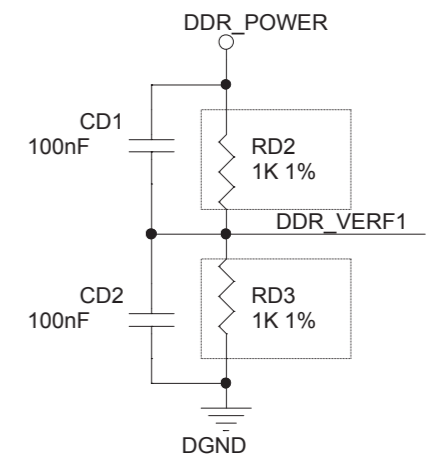 DDR_POWER
CD1
100nF
RD2
1K 1%
DDR_VERF1
CD2
100nF
RD3
1K 1%
DGND